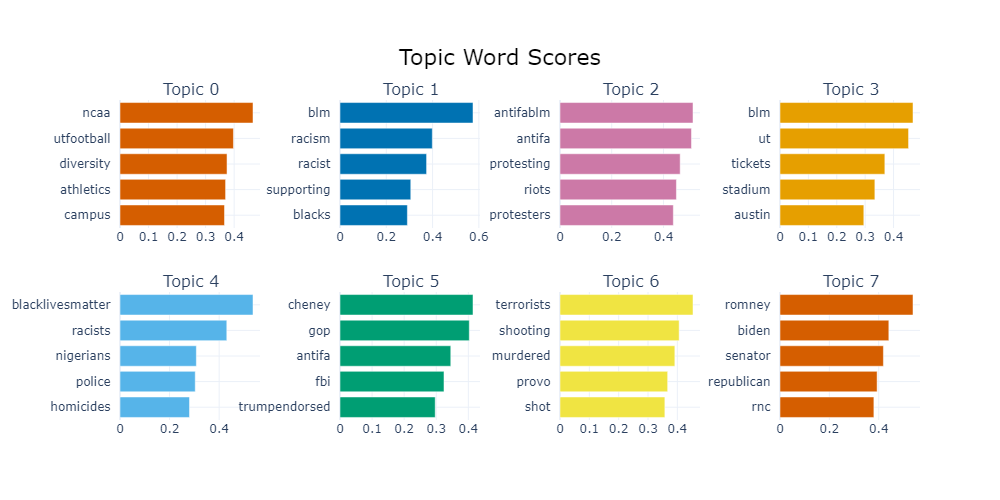 Topic Word Scores
Topic 0
ncaa
utfootball
diversity
athletics
campus
0 0.1 0.2 0.3 0.4
Topic 1
blm
racism
racist
supporting
blacks
0 0.2 0.4 0.6
Topic 2
antifablm
antifa
protesting
riots
protesters
0 0.2 0.4
Topic 3
blm
ut
tickets
stadium
austin
0 0.1 0.2 0.3 0.4
Topic 4
blacklivesmatter
racists
nigerians
police
homicides
0 0.2 0.4
Topic 5
cheney
gop
antifa
fbi
trumpendorsed
0 0.1 0.2 0.3 0.4
Topic 6
terrorists
shooting
murdered
provo
shot
0 0.1 0.2 0.3 0.4
Topic 7
romney
biden
senator
republican
rnc
0 0.2 0.4